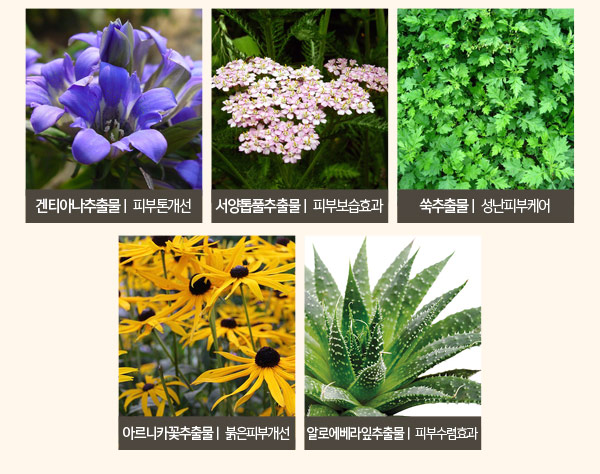 겐티아나추출물 | 피부톤개선
서양톱풀추출물 | 피부보습효과
쑥추출물 | 성난피부케어
아르니카꽃추출물 | 붉은피부개선
알로에베라잎추출물 | 피부수렴효과